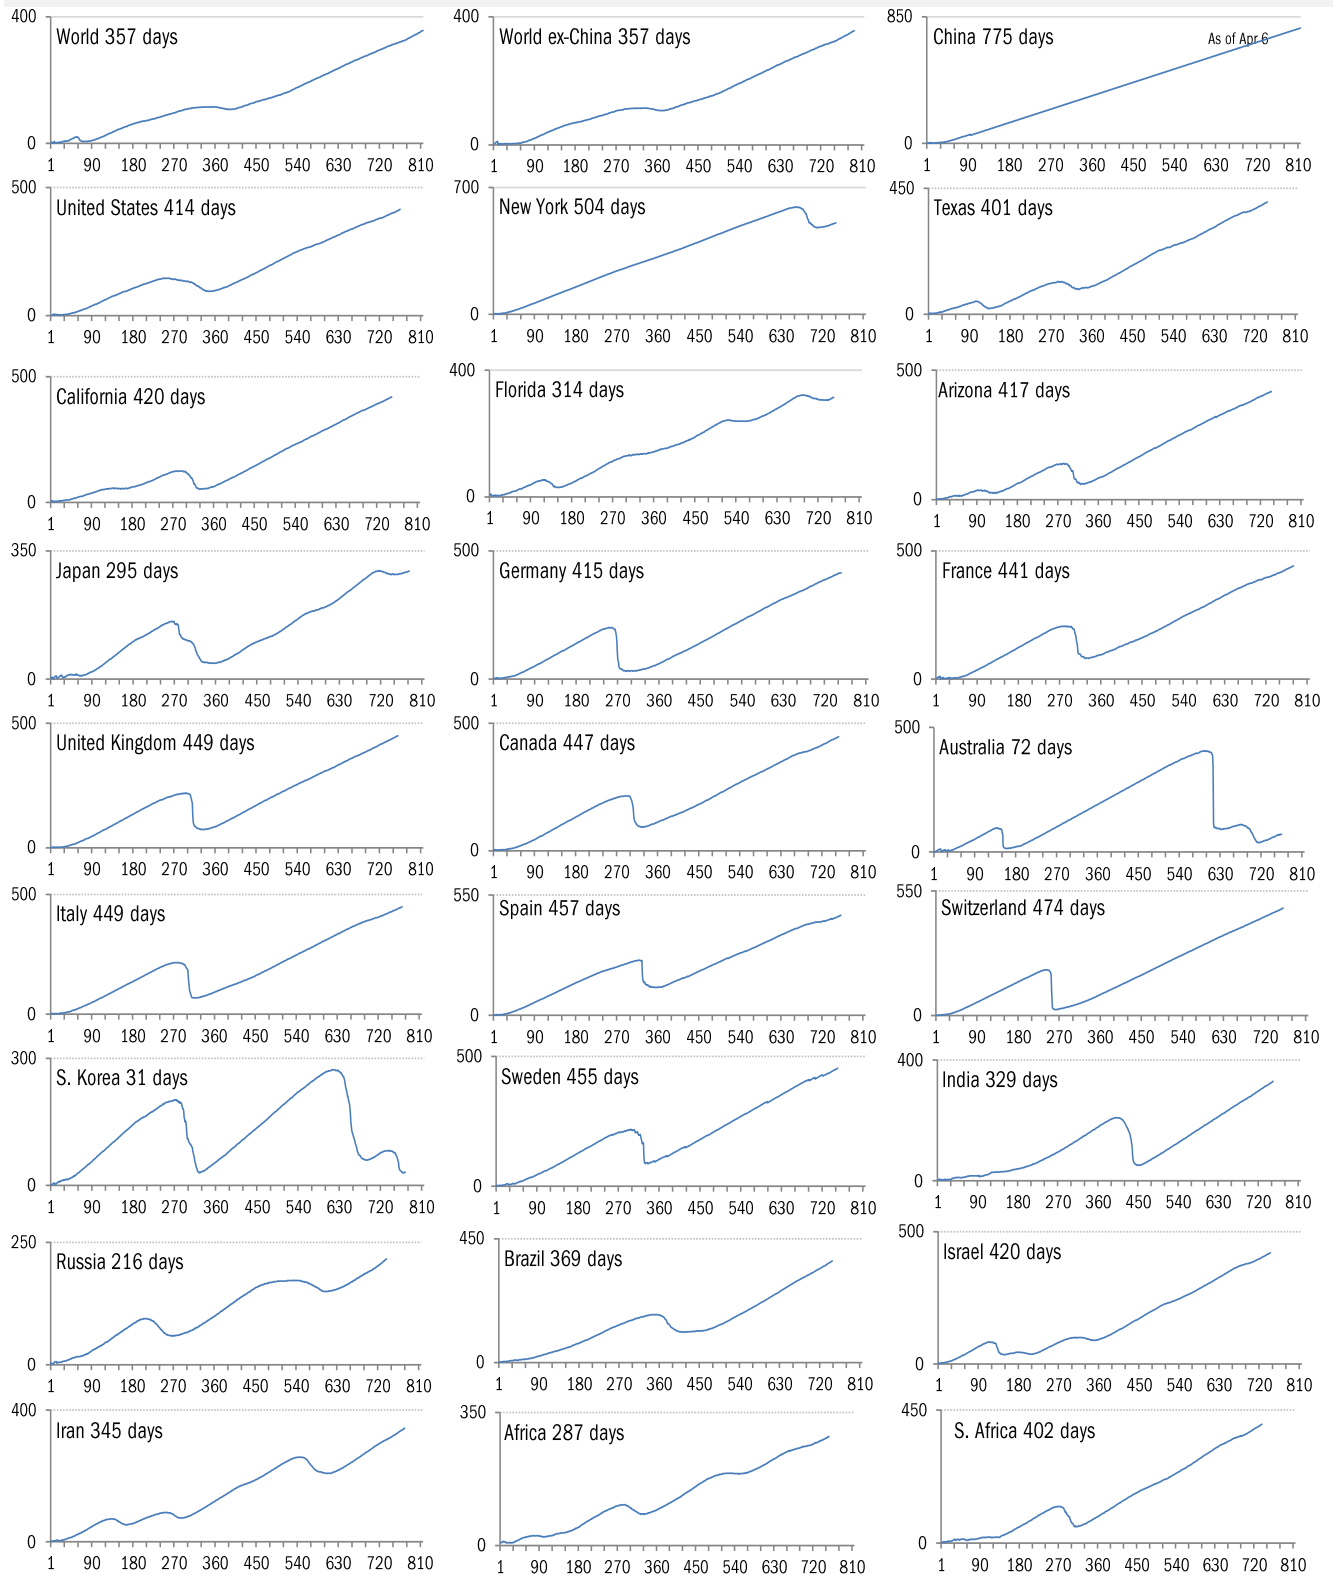 400
World 357 days
0
1 90 180 270 360 450 540 630 720 810
400
World ex-China 357 days
0
1 90 180 270 360 450 540 630 720 810
850
China 775 days
As of Apr 6
0
1 90 180 270 360 450 540 630 720 810
500
United States 414 days
0
1 90 180 270 360 450 540 630 720 810
700
New York 504 days
0
1 90 180 270 360 450 540 630 720 810
450
Texas 401 days
0
1 90 180 270 360 450 540 630 720 810
500
California 420 days
0
1 90 180 270 360 450 540 630 720 810
400
Florida 314 days
0
1 90 180 270 360 450 540 630 720 810
500
Arizona 417 days
0
1 90 180 270 360 450 540 630 720 810
350
Japan 295 days
0
1 90 180 270 360 450 540 630 720 810
500
Germany 415 days
0
1 90 180 270 360 450 540 630 720 810
500
France 441 days
0
1 90 180 270 360 450 540 630 720 810
500
United Kingdom 449 days
0
1 90 180 270 360 450 540 630 720 810
500
Canada 447 days
0
1 90 180 270 360 450 540 630 720 810
500
Australia 72 days
0
1 90 180 270 360 450 540 630 720 810
500
Italy 449 days
0
1 90 180 270 360 450 540 630 720 810
550
Spain 457 days
0
1 90 180 270 360 450 540 630 720 810
550
Switzerland 474 days
0
1 90 180 270 360 450 540 630 720 810
300
S. Korea 31 days
0
1 90 180 270 360 450 540 630 720 810
500
Sweden 455 days
0
1 90 180 270 360 450 540 630 720 810
400
India 329 days
0
1 90 180 270 360 450 540 630 720 810
250
Russia 216 days
0
1 90 180 270 360 450 540 630 720 810
450
Brazil 369 days
0
1 90 180 270 360 450 540 630 720 810
500
Israel 420 days
0
1 90 180 270 360 450 540 630 720 810
400
Iran 345 days
0
1 90 180 270 360 450 540 630 720 810
350
Africa 287 days
0
1 90 180 270 360 450 540 630 720 810
450
S. Africa 402 days
0
1 90 180 270 360 450 540 630 720 810